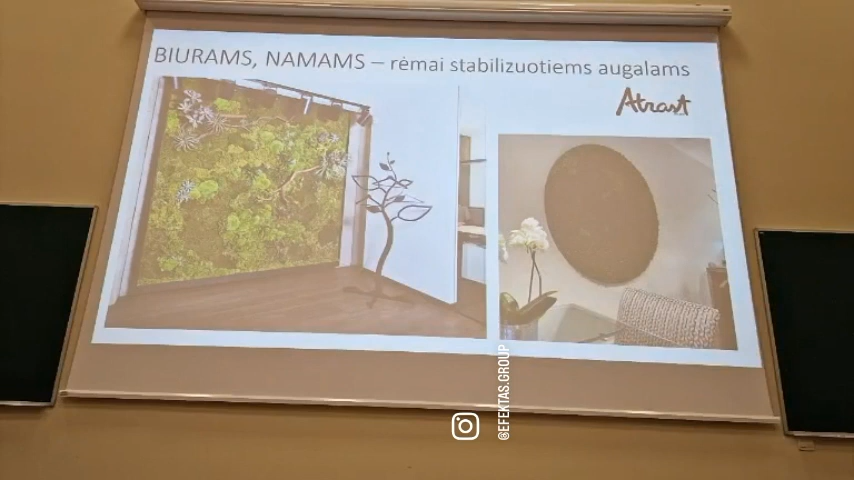 BIURAMS, NAMAMS – rėmai stabilizuotiems augalams
Atrast
@EFEKTAS.GROUP